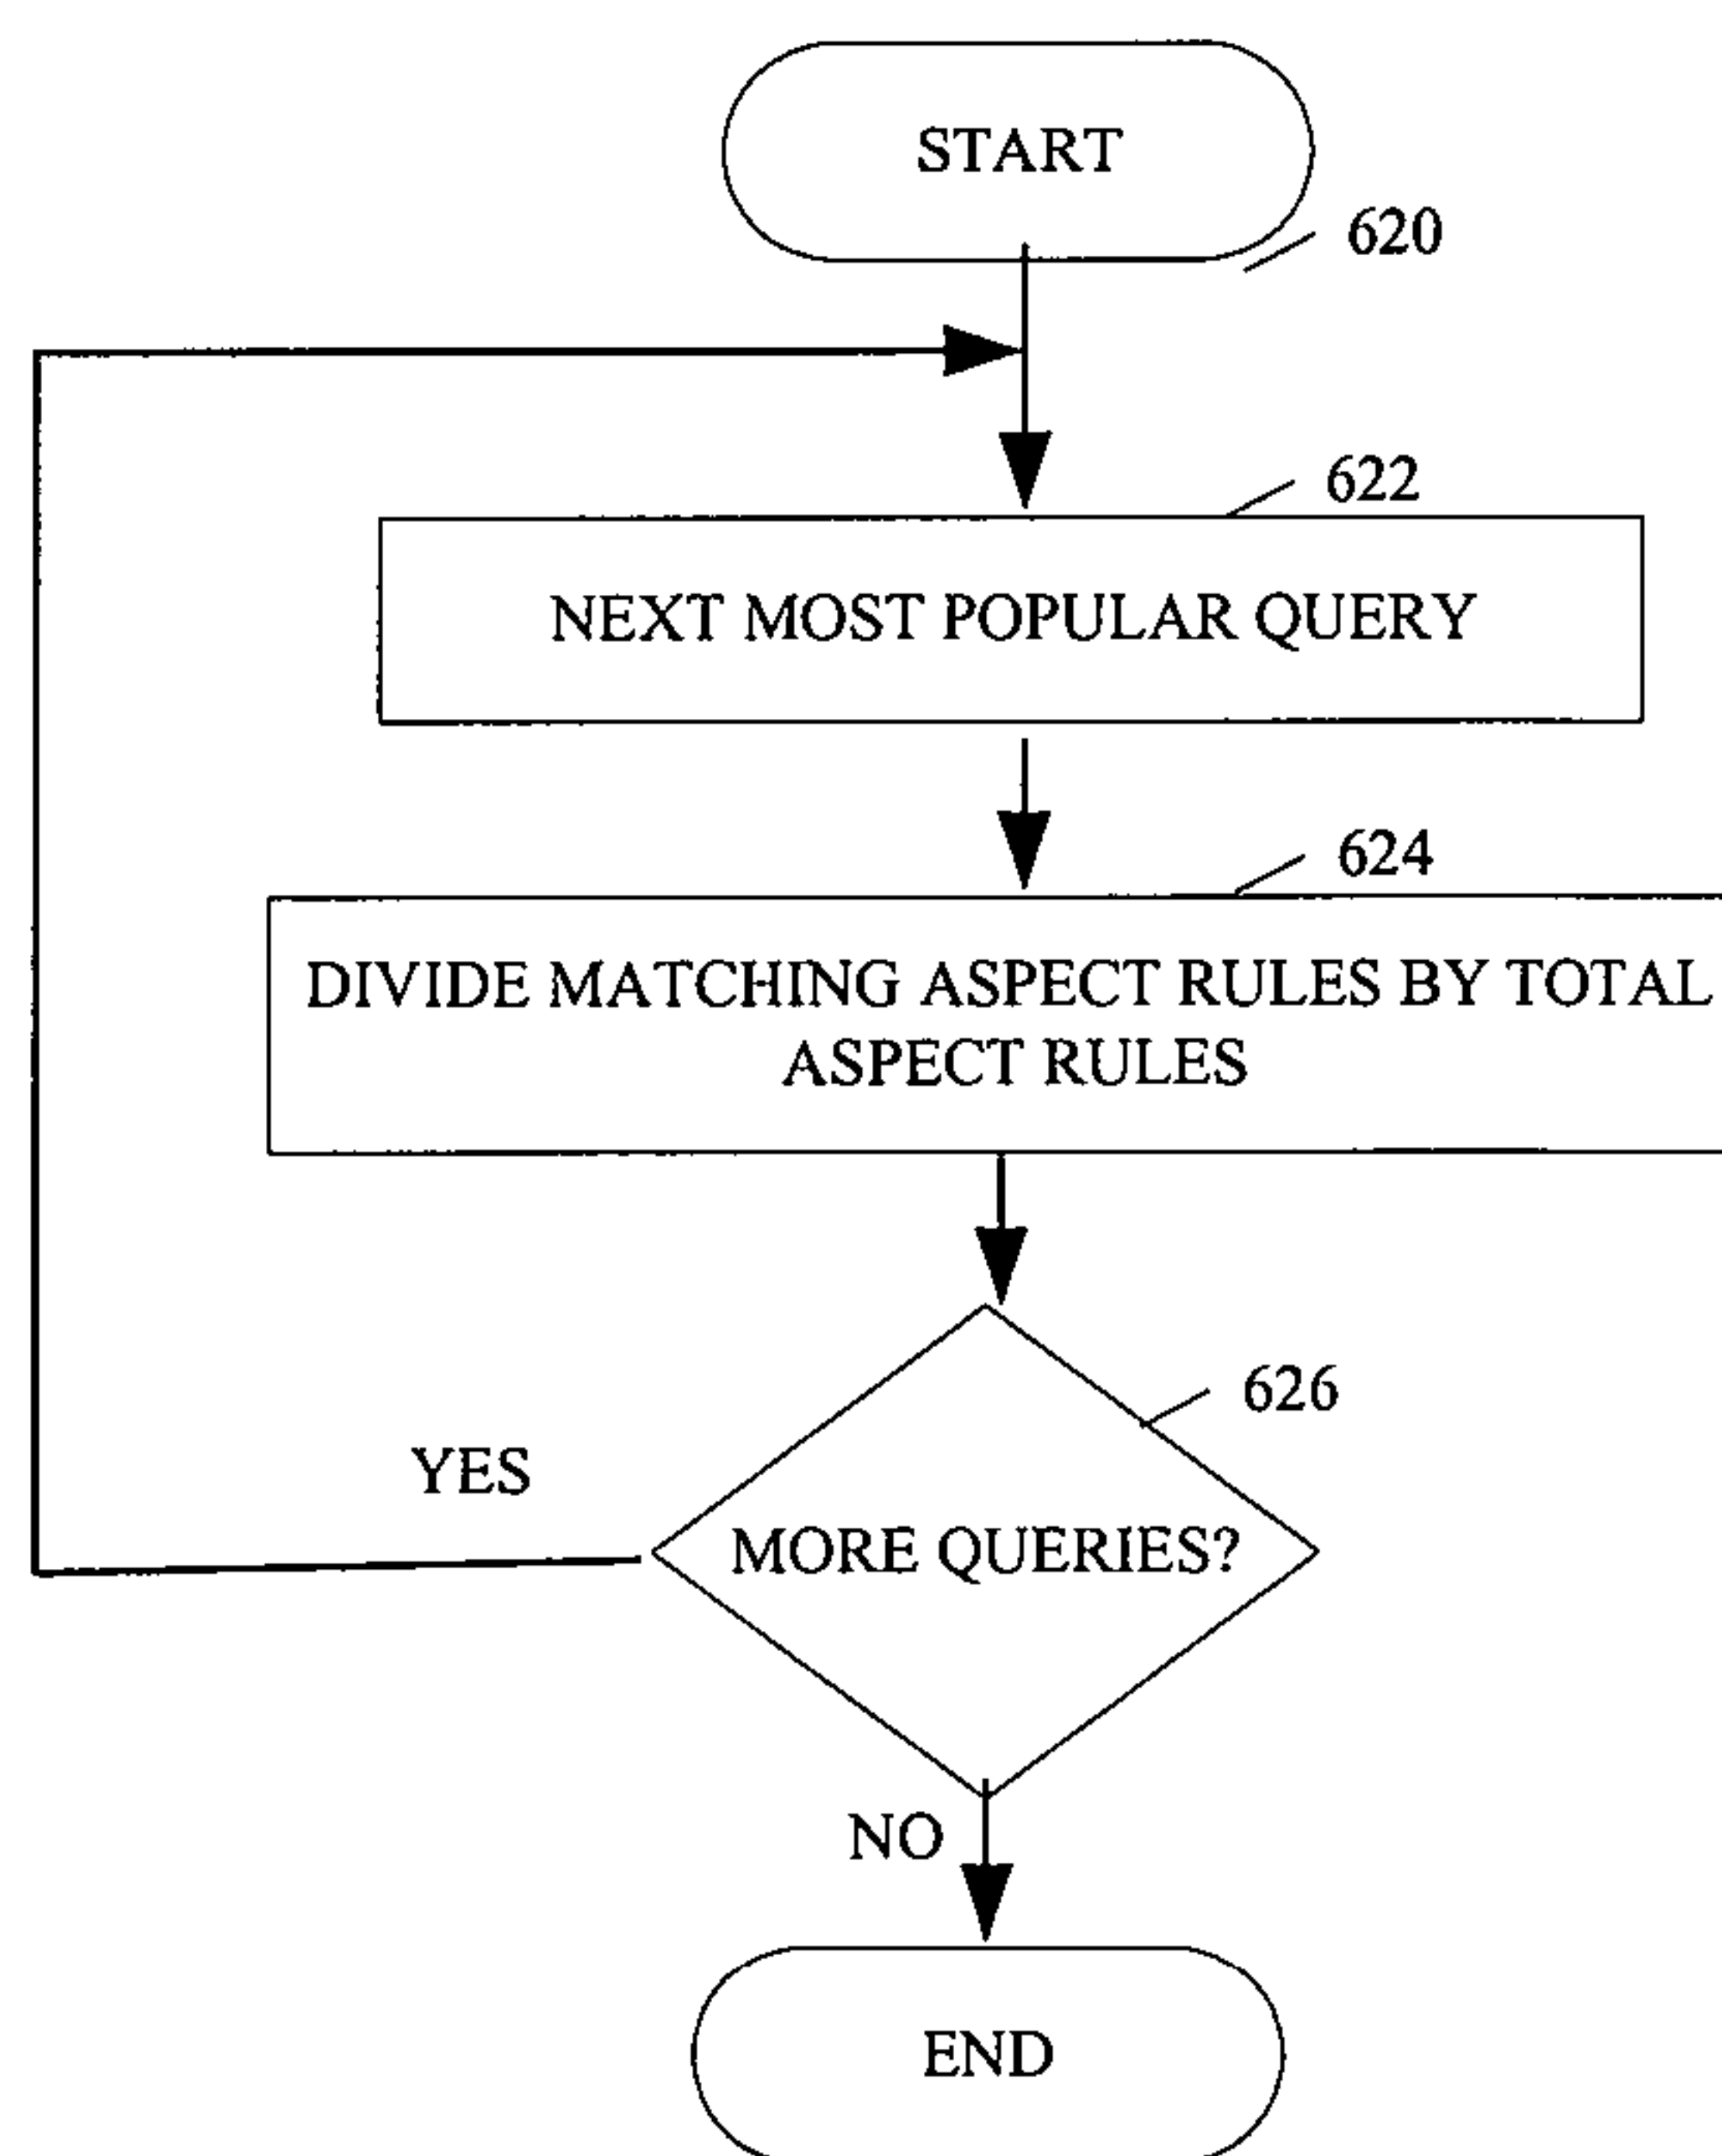 START
620
622
NEXT MOST POPULAR QUERY
624
DIVIDE MATCHING ASPECT RULES BY TOTAL
ASPECT RULES
626
YES
MORE QUERIES?
NO
END